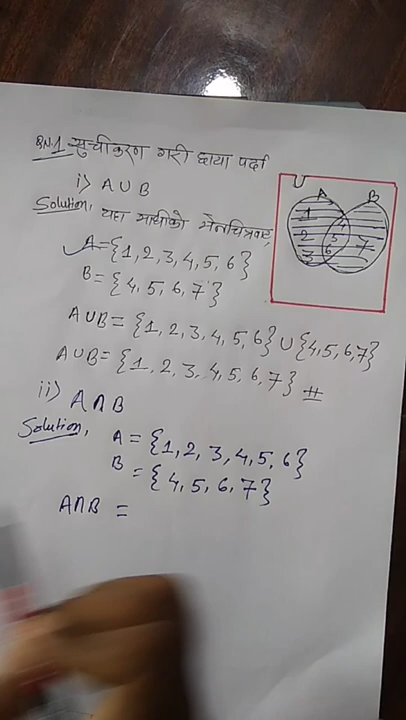 Q.N.1 सुचीकरण गरी छाया पर्दा
i) A ∪ B
Solution, यहा माथीको भेनचित्रबाट
A = {1, 2, 3, 4, 5, 6}
B = {4, 5, 6, 7}
A∪B = {1, 2, 3, 4, 5, 6} ∪ {4, 5, 6, 7}
A∪B = {1, 2, 3, 4, 5, 6, 7} #
U
A B
1 4
2 5 7
3 6
ii) A∩B
Solution, A = {1, 2, 3, 4, 5, 6}
B = {4, 5, 6, 7}
A∩B =